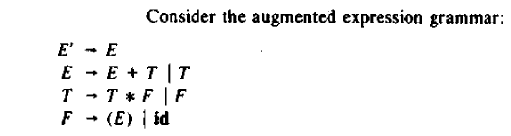 Consider the augmented expression grammar:
E' → E
E → E + T | T
T → T * F | F
F → (E) | id